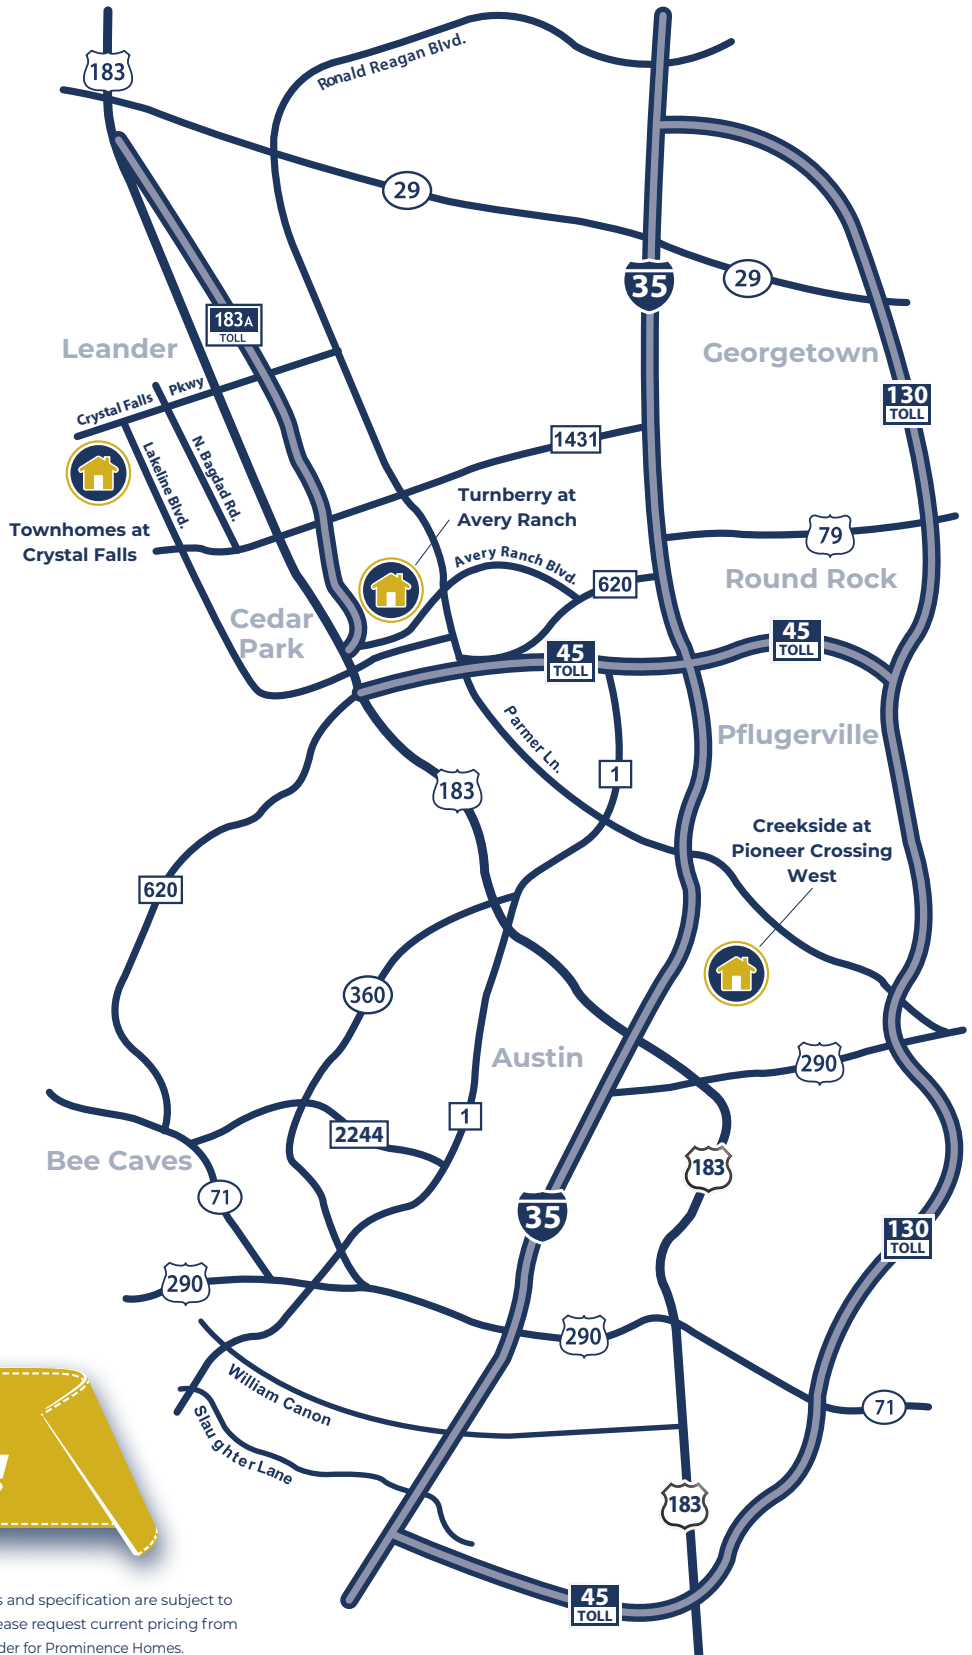 183
Ronald Reagan Blvd.
29
35
29
183A
TOLL
Leander
Georgetown
Crystal Falls Pkwy
130
TOLL
Lakeline Blvd.
N. Bagdad Rd.
1431
Turnberry at
Avery Ranch
Townhomes at
Crystal Falls
79
Avery Ranch Blvd.
620
Round Rock
Cedar
Park
45
TOLL
45
TOLL
Parmer Ln.
Pflugerville
1
183
Creekside at
Pioneer Crossing
West
620
360
Austin
290
1
2244
Bee Caves
183
71
35
130
TOLL
290
290
William Canon
71
Slaughter Lane
183
!
45
TOLL
s and specification are subject to
ease request current pricing from
der for Prominence Homes.